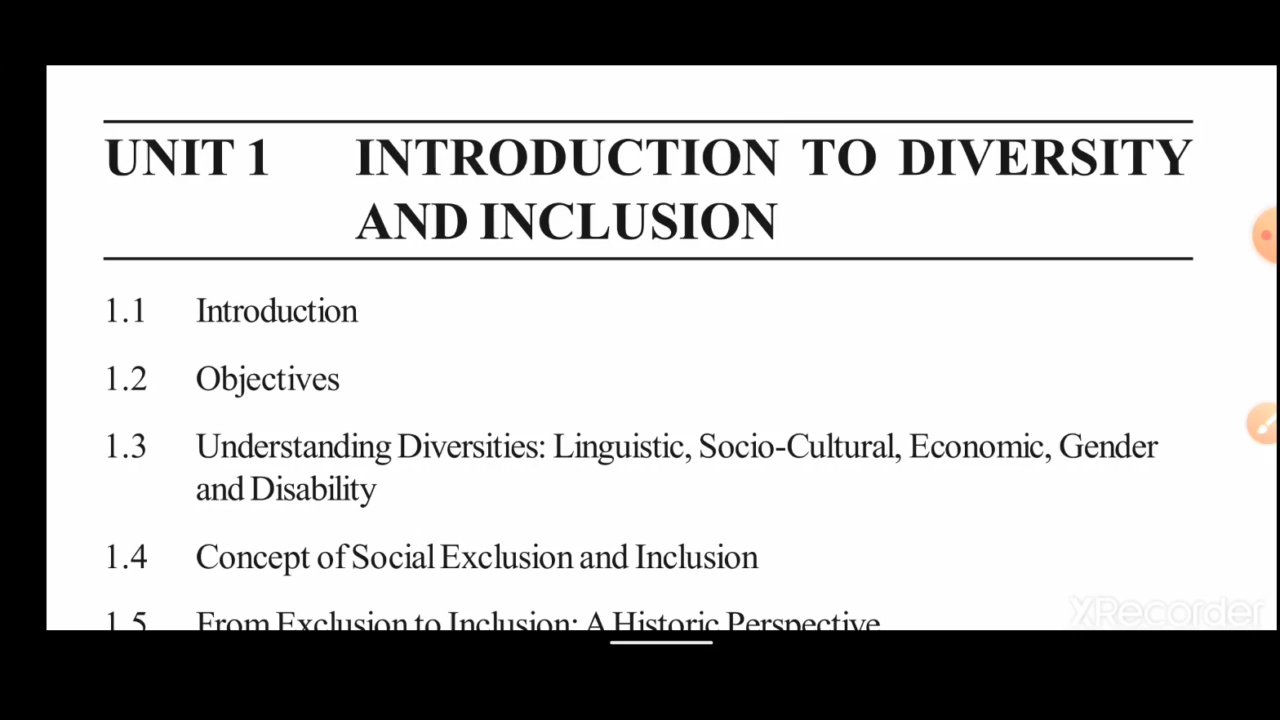 UNIT 1 INTRODUCTION TO DIVERSITY
AND INCLUSION
1.1 Introduction
1.2 Objectives
1.3 Understanding Diversities: Linguistic, Socio-Cultural, Economic, Gender
and Disability
1.4 Concept of Social Exclusion and Inclusion
1.5 From Exclusion to Inclusion: A Historic Perspective
XRecorder